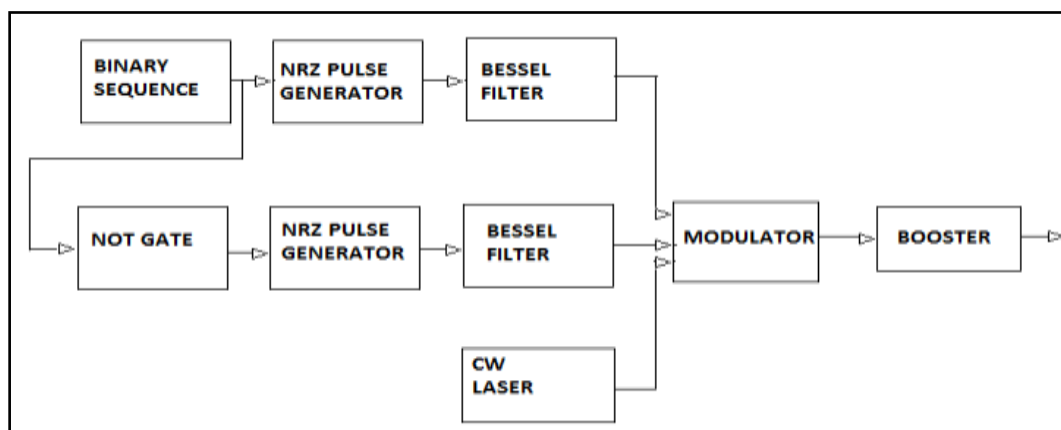 BINARY
SEQUENCE
NRZ PULSE
GENERATOR
BESSEL
FILTER
NOT GATE
NRZ PULSE
GENERATOR
BESSEL
FILTER
MODULATOR
BOOSTER
CW
LASER